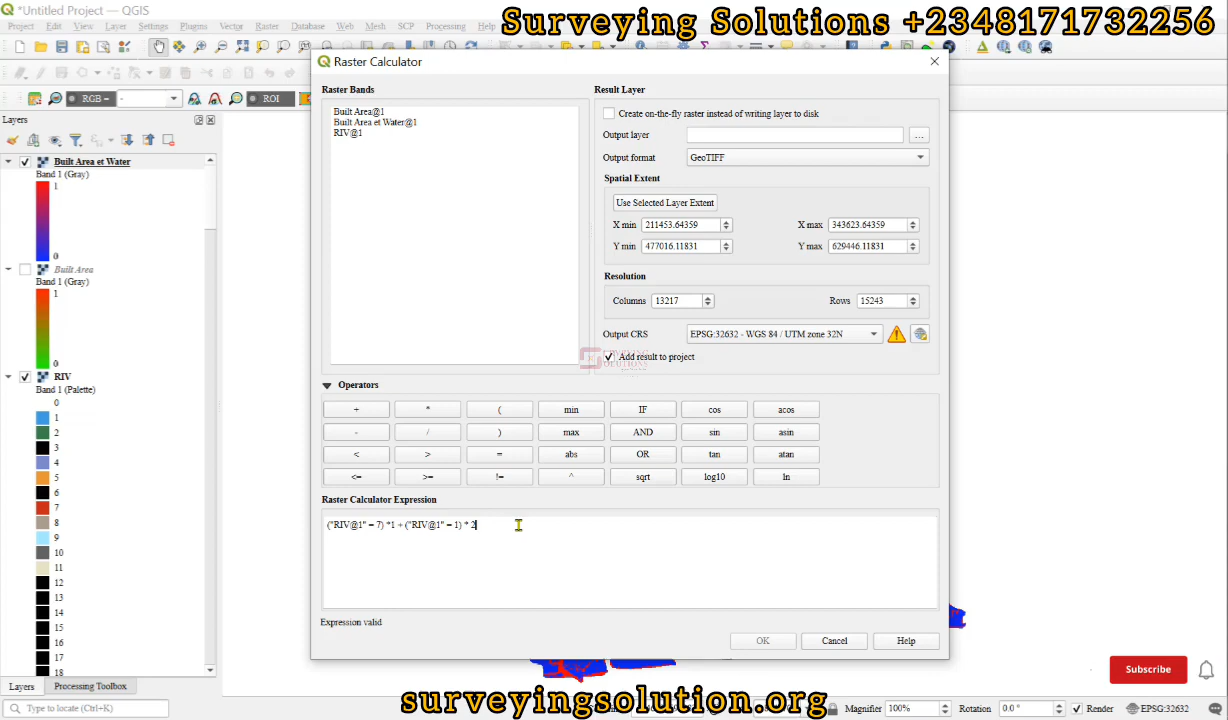 *Untitled Project — QGIS
Surveying Solutions +2348171732256
Project Edit View Layer Settings Plugins Vector Raster Database Web Mesh SCP Processing Help
RGB = - ROI
Layers
Built Area et Water
Band 1 (Gray)
1
0
Built Area
Band 1 (Gray)
1
0
RIV
Band 1 (Palette)
0
1
2
3
4
5
6
7
8
9
10
11
12
13
14
15
16
17
18
Layers Processing Toolbox
Type to locate (Ctrl+K)
Raster Calculator
Raster Bands
Built Area@1
Built Area et Water@1
RIV@1
Result Layer
Create on-the-fly raster instead of writing layer to disk
Output layer ...
Output format GeoTIFF
Spatial Extent
Use Selected Layer Extent
X min 211453.64359 X max 343623.64359
Y min 477016.11831 Y max 629446.11831
Resolution
Columns 13217 Rows 15243
Output CRS EPSG:32632 - WGS 84 / UTM zone 32N
Add result to project
Operators
+ * ( min IF cos acos
- / ) max AND sin asin
< > = abs OR tan atan
<= >= != ^ sqrt log10 ln
Raster Calculator Expression
("RIV@1" = 7) *1 + ("RIV@1" = 1) * 2
Expression valid
OK Cancel Help
Subscribe
surveyingsolution.org
Magnifier 100% Rotation 0.0 ° Render EPSG:32632